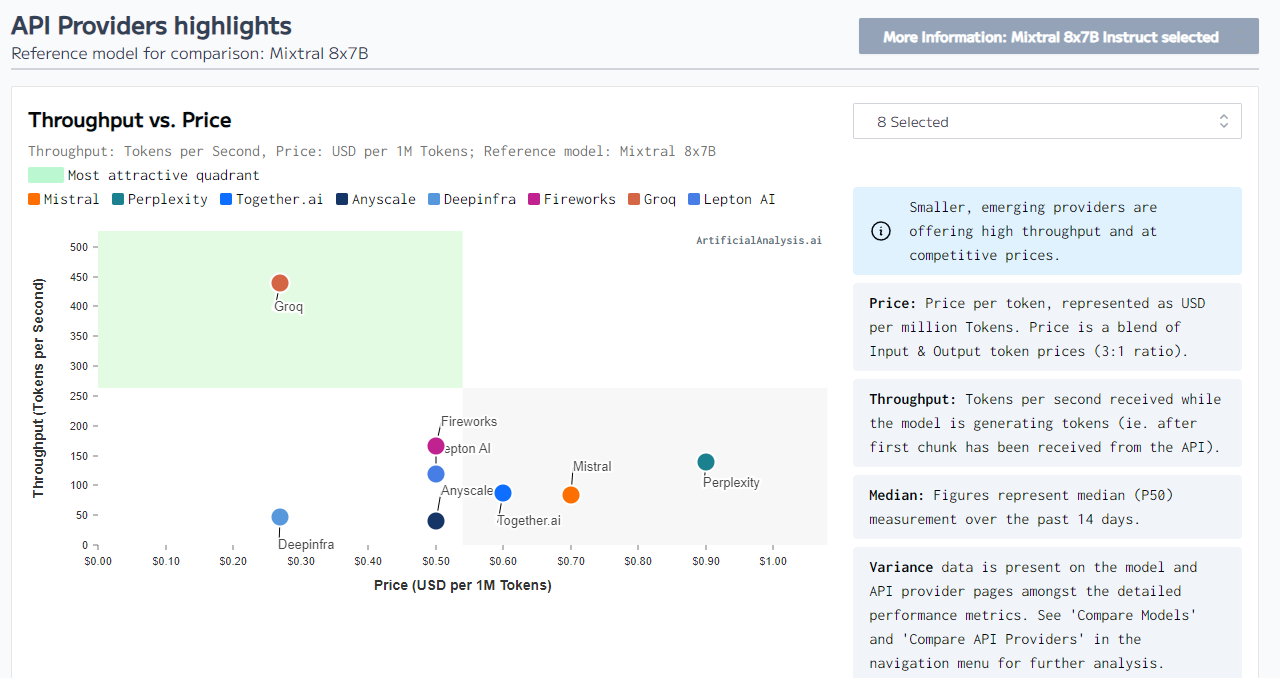 API Providers highlights
Reference model for comparison: Mixtral 8x7B
More Information: Mixtral 8x7B Instruct selected
Throughput vs. Price
Throughput: Tokens per Second, Price: USD per 1M Tokens; Reference model: Mixtral 8x7B
Most attractive quadrant
Mistral Perplexity Together.ai Anyscale Deepinfra Fireworks Groq Lepton AI
ArtificialAnalysis.ai
Throughput (Tokens per Second)
500
450
400
350
300
250
200
150
100
50
0
Groq
Fireworks
epton AI
Mistral
Perplexity
Anyscale
Together.ai
Deepinfra
$0.00 $0.10 $0.20 $0.30 $0.40 $0.50 $0.60 $0.70 $0.80 $0.90 $1.00
Price (USD per 1M Tokens)
8 Selected
Smaller, emerging providers are
offering high throughput and at
competitive prices.
Price: Price per token, represented as USD
per million Tokens. Price is a blend of
Input & Output token prices (3:1 ratio).
Throughput: Tokens per second received while
the model is generating tokens (ie. after
first chunk has been received from the API).
Median: Figures represent median (P50)
measurement over the past 14 days.
Variance data is present on the model and
API provider pages amongst the detailed
performance metrics. See 'Compare Models'
and 'Compare API Providers' in the
navigation menu for further analysis.